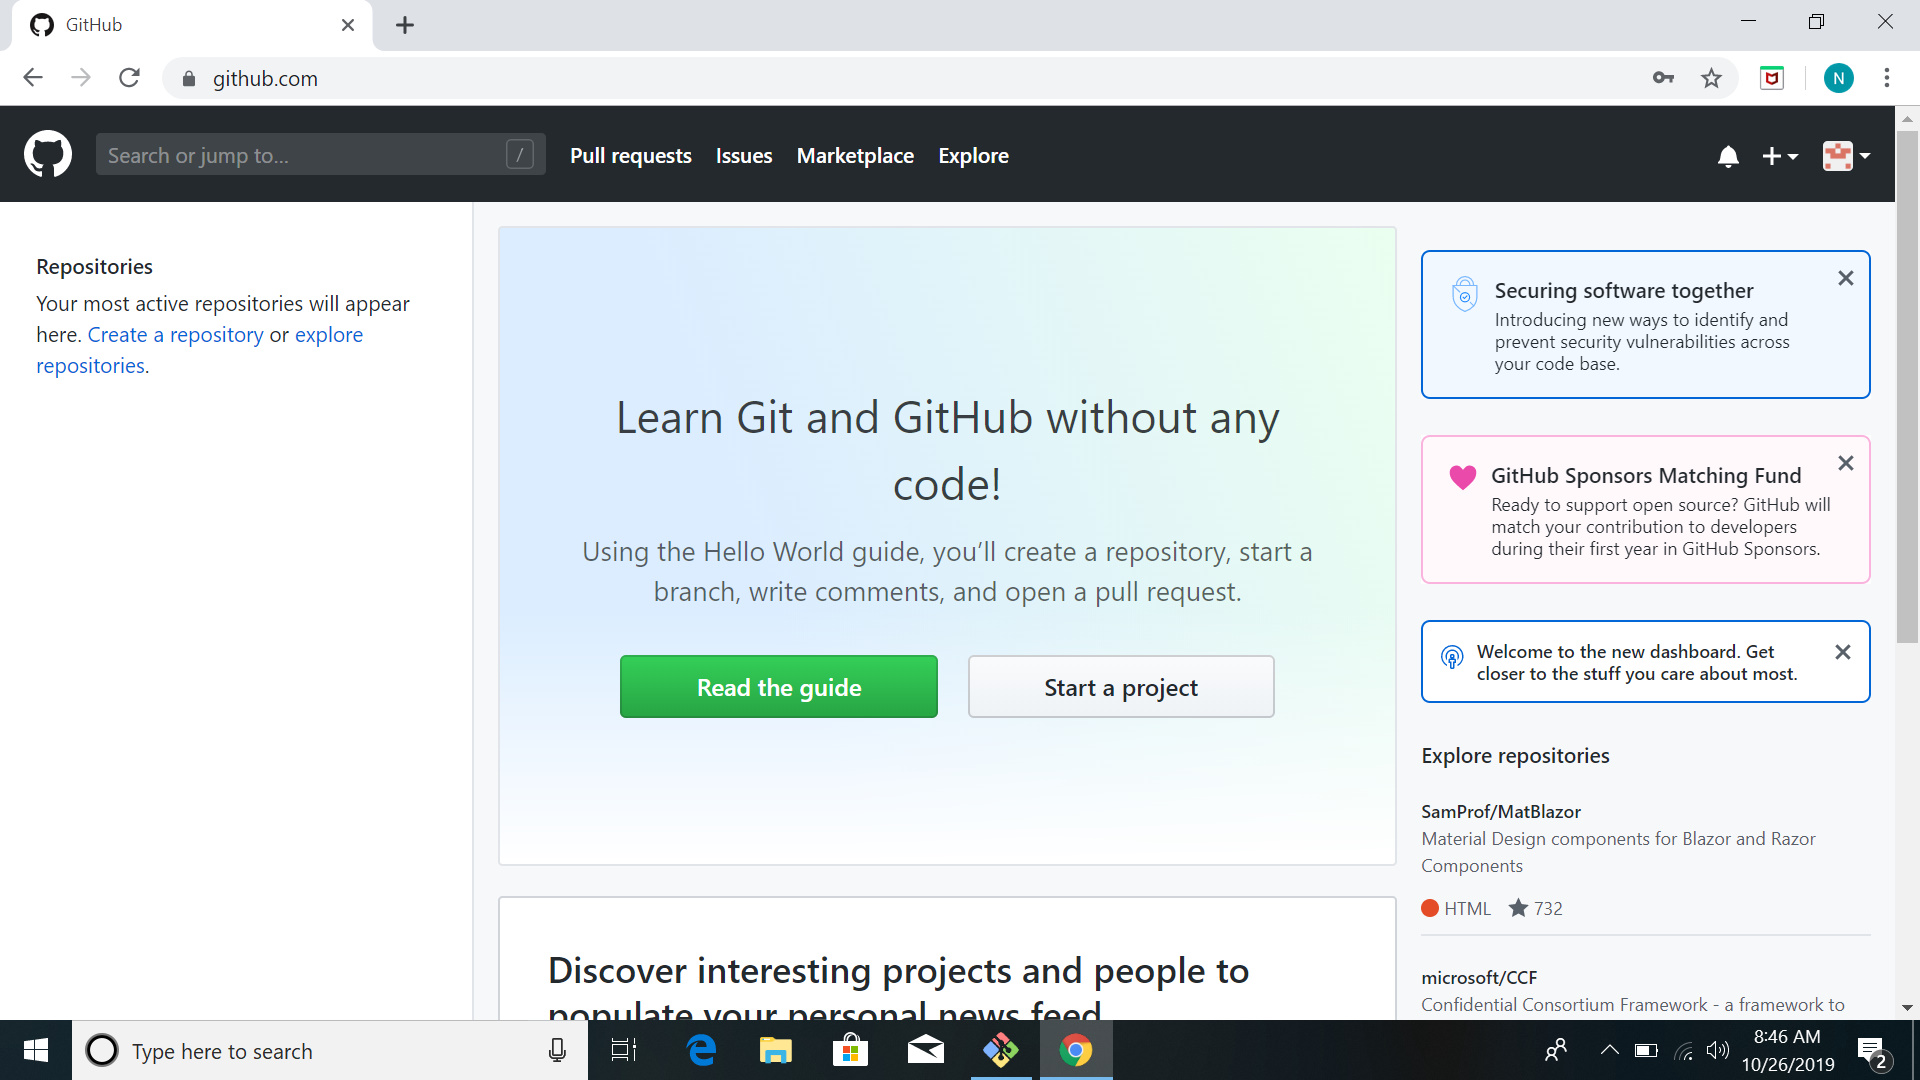 GitHub
github.com
N
Search or jump to...
/
Pull requests
Issues
Marketplace
Explore
Repositories
Your most active repositories will appear
here. Create a repository or explore
repositories.
Learn Git and GitHub without any
code!
Using the Hello World guide, you’ll create a repository, start a
branch, write comments, and open a pull request.
Read the guide
Start a project
Discover interesting projects and people to
populate your personal news feed
Securing software together
Introducing new ways to identify and
prevent security vulnerabilities across
your code base.
GitHub Sponsors Matching Fund
Ready to support open source? GitHub will
match your contribution to developers
during their first year in GitHub Sponsors.
Welcome to the new dashboard. Get
closer to the stuff you care about most.
Explore repositories
SamProf/MatBlazor
Material Design components for Blazor and Razor
Components
HTML 732
microsoft/CCF
Confidential Consortium Framework - a framework to
Type here to search
8:46 AM
10/26/2019
2